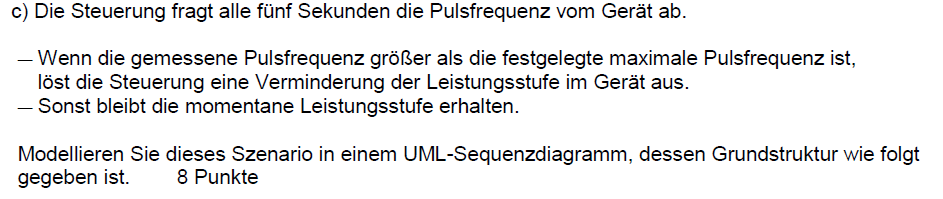 c) Die Steuerung fragt alle fünf Sekunden die Pulsfrequenz vom Gerät ab.
— Wenn die gemessene Pulsfrequenz größer als die festgelegte maximale Pulsfrequenz ist,
löst die Steuerung eine Verminderung der Leistungsstufe im Gerät aus.
— Sonst bleibt die momentane Leistungsstufe erhalten.
Modellieren Sie dieses Szenario in einem UML-Sequenzdiagramm, dessen Grundstruktur wie folgt
gegeben ist. 8 Punkte